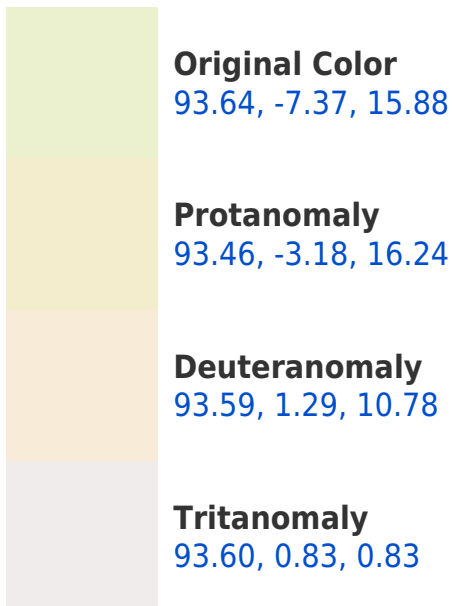 Original Color
93.64, -7.37, 15.88
Protanomaly
93.46, -3.18, 16.24
Deuteranomaly
93.59, 1.29, 10.78
Tritanomaly
93.60, 0.83, 0.83